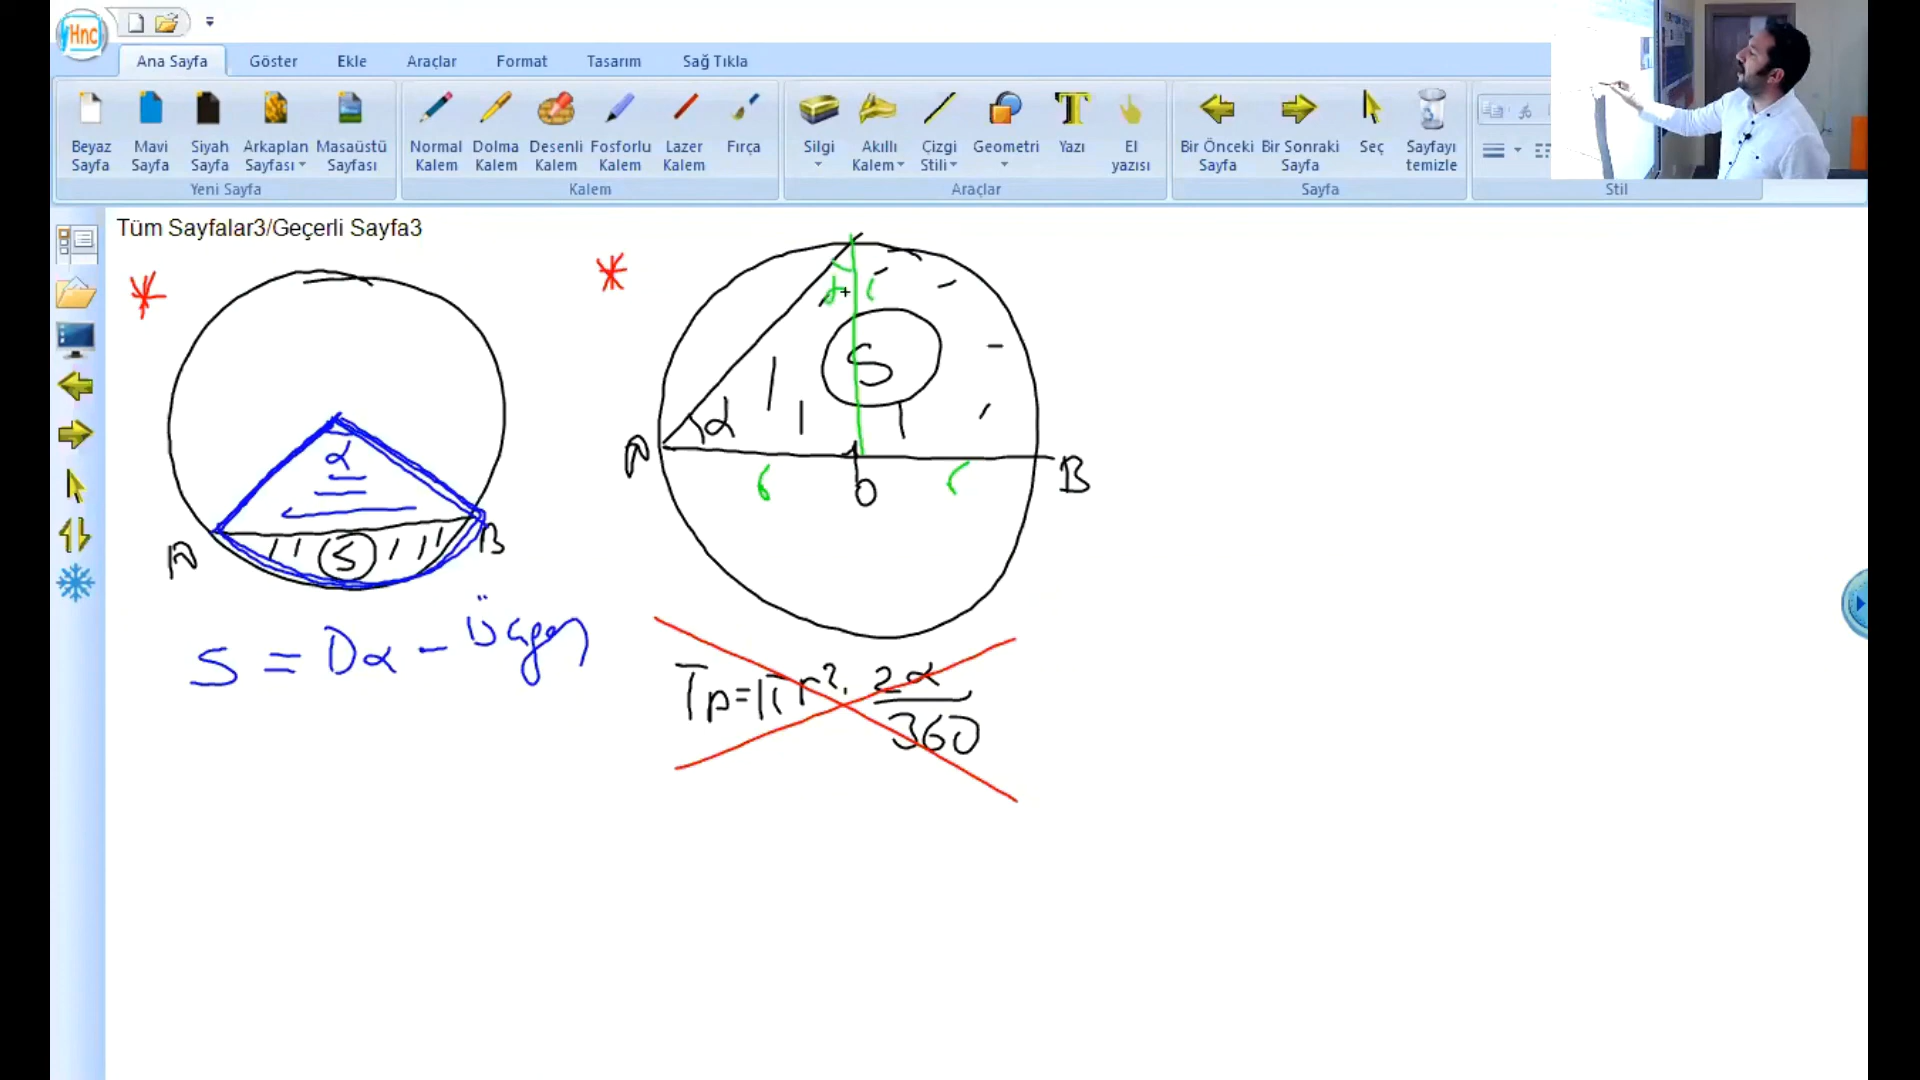 Hnc
Ana Sayfa Göster Ekle Araçlar Format Tasarım Sağ Tıkla
Beyaz Sayfa Mavi Sayfa Siyah Sayfa Arkaplan Sayfası Masaüstü Sayfası
Yeni Sayfa
Normal Kalem Dolma Kalem Desenli Kalem Fosforlu Kalem Lazer Kalem Fırça
Kalem
Silgi Akıllı Kalem Çizgi Stili Geometri Yazı El yazısı
Araçlar
Bir Önceki Sayfa Bir Sonraki Sayfa Seç Sayfayı temizle
Sayfa
Stil
Tüm Sayfalar3/Geçerli Sayfa3
α
A B
S
S = Dα - Üçgen
α r
S
α
A B
r O r
TA=πr². 2α/360